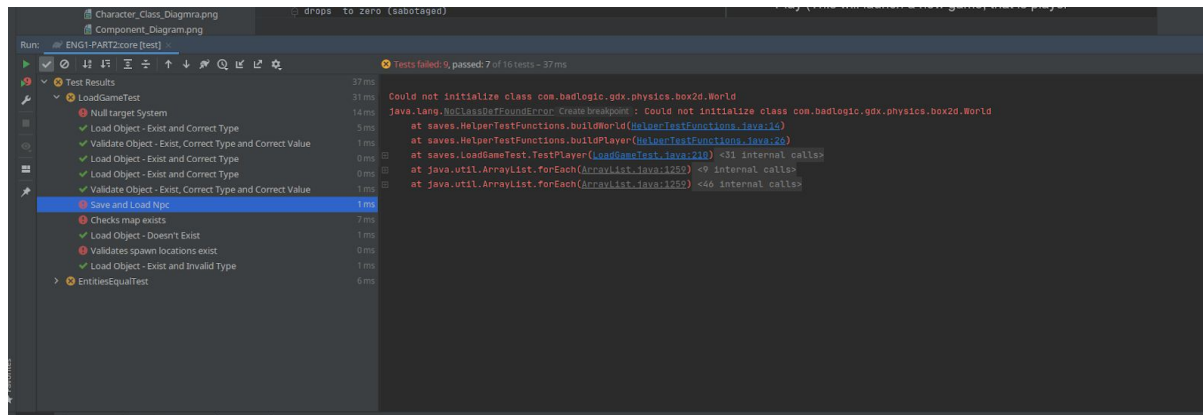 Character_Class_Diagmra.png
drops to zero (sabotaged)
Component_Diagram.png
Run: ENG1-PART2:core [test] ×
Tests failed: 9, passed: 7 of 16 tests – 37 ms
Test Results 37 ms
LoadGameTest 31 ms
Null target System 14 ms
Load Object - Exist and Correct Type 5 ms
Validate Object - Exist, Correct Type and Correct Value 1 ms
Load Object - Exist and Correct Type 0 ms
Load Object - Exist and Correct Type 0 ms
Validate Object - Exist, Correct Type and Correct Value 1 ms
Save and Load Npc 1 ms
Checks map exists 7 ms
Load Object - Doesn't Exist 1 ms
Validates spawn locations exist 0 ms
Load Object - Exist and Invalid Type 1 ms
EntitiesEqualTest 6 ms
Could not initialize class com.badlogic.gdx.physics.box2d.World
java.lang.NoClassDefFoundError Create breakpoint : Could not initialize class com.badlogic.gdx.physics.box2d.World
at saves.HelperTestFunctions.buildWorld(HelperTestFunctions.java:14)
at saves.HelperTestFunctions.buildPlayer(HelperTestFunctions.java:26)
at saves.LoadGameTest.TestPlayer(LoadGameTest.java:210) <31 internal calls>
at java.util.ArrayList.forEach(ArrayList.java:1259) <9 internal calls>
at java.util.ArrayList.forEach(ArrayList.java:1259) <46 internal calls>